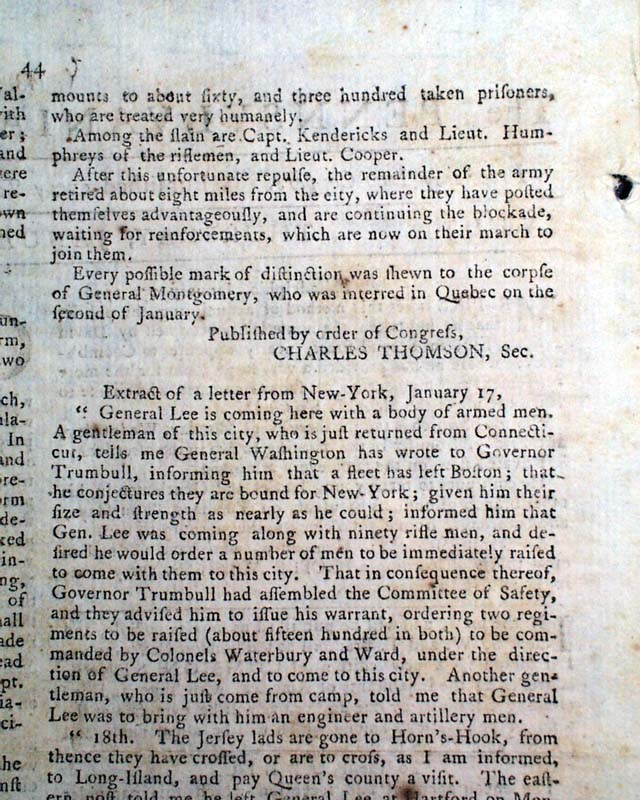 44
mounts to about ſixty, and three hundred taken priſoners,
who are treated very humanely.
Among the ſlain are Capt. Kendericks and Lieut. Hum-
phreys of the riflemen, and Lieut. Cooper.
After this unfortunate repulſe, the remainder of the army
retired about eight miles from the city, where they have poſted
themſelves advantageouſly, and are continuing the blockade,
waiting for reinforcements, which are now on their march to
join them.
Every poſſible mark of diſtinction was ſhewn to the corpſe
of General Montgomery, who was interred in Quebec on the
ſecond of January.
Publiſhed by order of Congreſs,
CHARLES THOMSON, Sec.
Extract of a letter from New-York, January 17,
“ General Lee is coming here with a body of armed men.
A gentleman of this city, who is juſt returned from Connecti-
cut, tells me General Waſhington has wrote to Governor
Trumbull, informing him that a fleet has left Boſton; that
he conjectures they are bound for New-York; given him their
ſize and ſtrength as nearly as he could; informed him that
Gen. Lee was coming along with ninety rifle men, and de-
ſired he would order a number of men to be immediately raiſed
to come with them to this city. That in conſequence thereof,
Governor Trumbull had aſſembled the Committee of Safety,
and they adviſed him to iſſue his warrant, ordering two regi-
ments to be raiſed (about fifteen hundred in both) to be com-
manded by Colonels Waterbury and Ward, under the direc-
tion of General Lee, and to come to this city. Another gen-
tleman, who is juſt come from camp, told me that General
Lee was to bring with him an engineer and artillery men.
“ 18th. The Jerſey lads are gone to Horn's-Hook, from
thence they have croſſed, or are to croſs, as I am informed,
to Long-Iſland, and pay Queen's county a viſit. The eaſt-
ern poſt told me he left General Lee at Hartford on Mon-